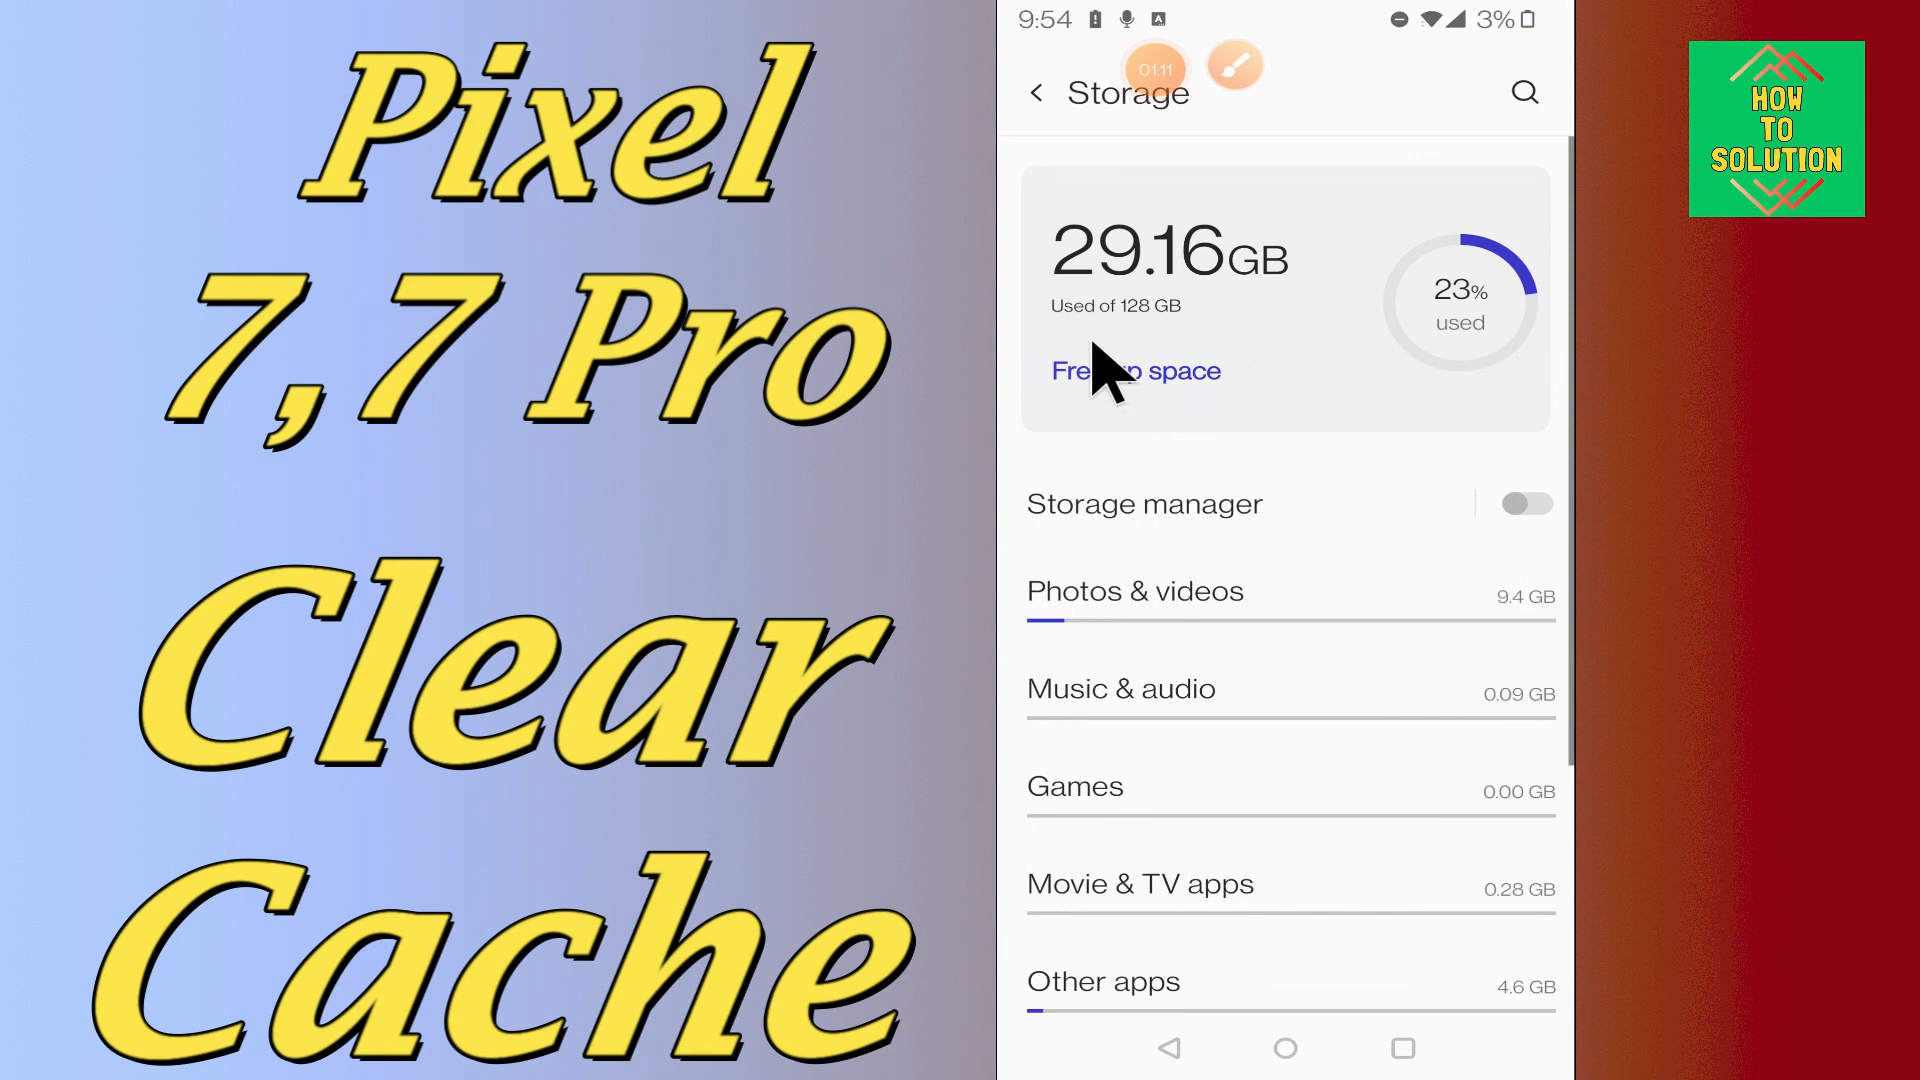 Pixel
7,7 Pro
Clear
Cache
9:54
A
3%
01:11
Storage
29.16GB
Used of 128 GB
Free up space
23%
used
Storage manager
Photos & videos
9.4 GB
Music & audio
0.09 GB
Games
0.00 GB
Movie & TV apps
0.28 GB
Other apps
4.6 GB
HOW
TO
SOLUTION